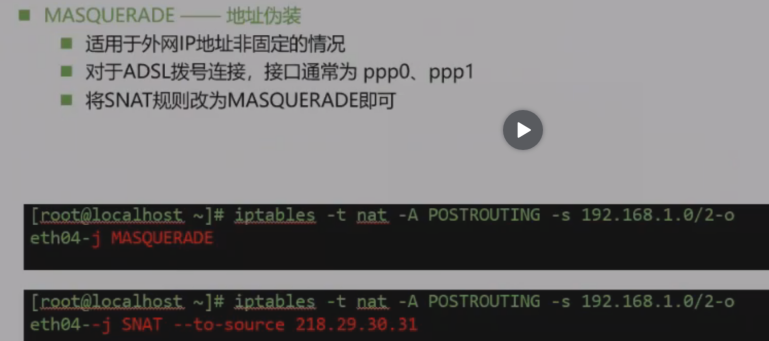 MASQUERADE —— 地址伪装
适用于外网IP地址非固定的情况
对于ADSL拨号连接，接口通常为 ppp0、ppp1
将SNAT规则改为MASQUERADE即可
[root@localhost ~]# iptables -t nat -A POSTROUTING -s 192.168.1.0/2-o
eth04-j MASQUERADE
[root@localhost ~]# iptables -t nat -A POSTROUTING -s 192.168.1.0/2-o
eth04--j SNAT --to-source 218.29.30.31